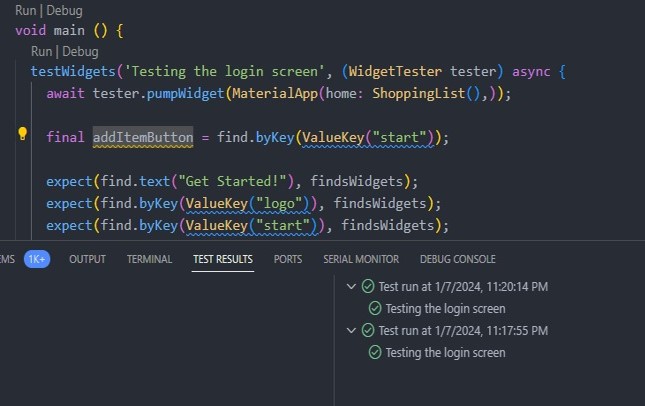 Run | Debug
void main () {
Run | Debug
testWidgets('Testing the login screen', (WidgetTester tester) async {
await tester.pumpWidget(MaterialApp(home: ShoppingList(),));
final addItemButton = find.byKey(ValueKey("start"));
expect(find.text("Get Started!"), findsWidgets);
expect(find.byKey(ValueKey("logo")), findsWidgets);
expect(find.byKey(ValueKey("start")), findsWidgets);
EMS 1K+ OUTPUT TERMINAL TEST RESULTS PORTS SERIAL MONITOR DEBUG CONSOLE
Test run at 1/7/2024, 11:20:14 PM
Testing the login screen
Test run at 1/7/2024, 11:17:55 PM
Testing the login screen